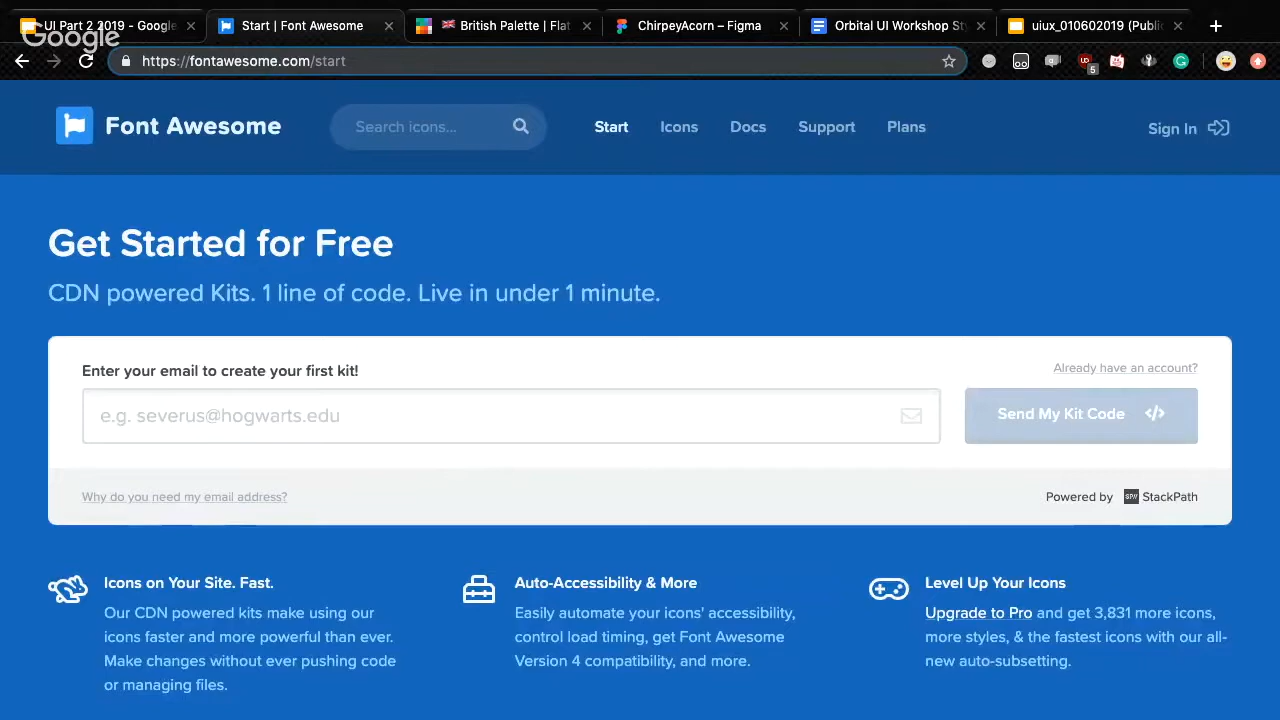 UI Part 2 2019 - Google
Start | Font Awesome
British Palette | Flat
ChirpeyAcorn – Figma
Orbital UI Workshop St
uiux_010602019 (Publi
Google
https://fontawesome.com/start
5
Font Awesome
Search icons...
Start
Icons
Docs
Support
Plans
Sign In
Get Started for Free
CDN powered Kits. 1 line of code. Live in under 1 minute.
Enter your email to create your first kit!
Already have an account?
e.g. severus@hogwarts.edu
Send My Kit Code
Why do you need my email address?
Powered by StackPath
Icons on Your Site. Fast.
Our CDN powered kits make using our
icons faster and more powerful than ever.
Make changes without ever pushing code
or managing files.
Auto-Accessibility & More
Easily automate your icons' accessibility,
control load timing, get Font Awesome
Version 4 compatibility, and more.
Level Up Your Icons
Upgrade to Pro and get 3,831 more icons,
more styles, & the fastest icons with our all-
new auto-subsetting.